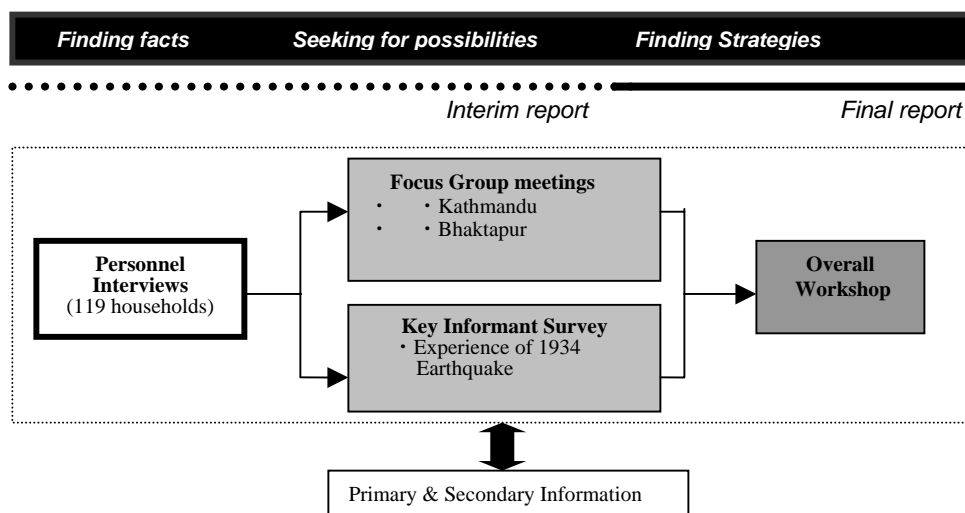 Finding facts Seeking for possibilities Finding Strategies
Interim report Final report
Focus Group meetings
・ ・ Kathmandu
・ ・ Bhaktapur
Personnel
Interviews
(119 households)
Key Informant Survey
・Experience of 1934
Earthquake
Overall
Workshop
Primary & Secondary Information